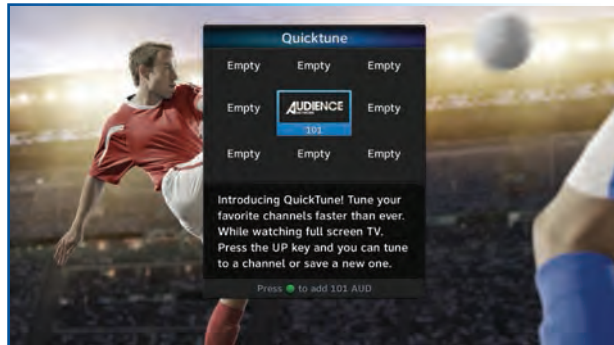 Quicktune
Empty Empty Empty
Empty AUDIENCE Empty
101
Empty Empty Empty
Introducing QuickTune! Tune your
favorite channels faster than ever.
While watching full screen TV.
Press the UP key and you can tune
to a channel or save a new one.
Press to add 101 AUD